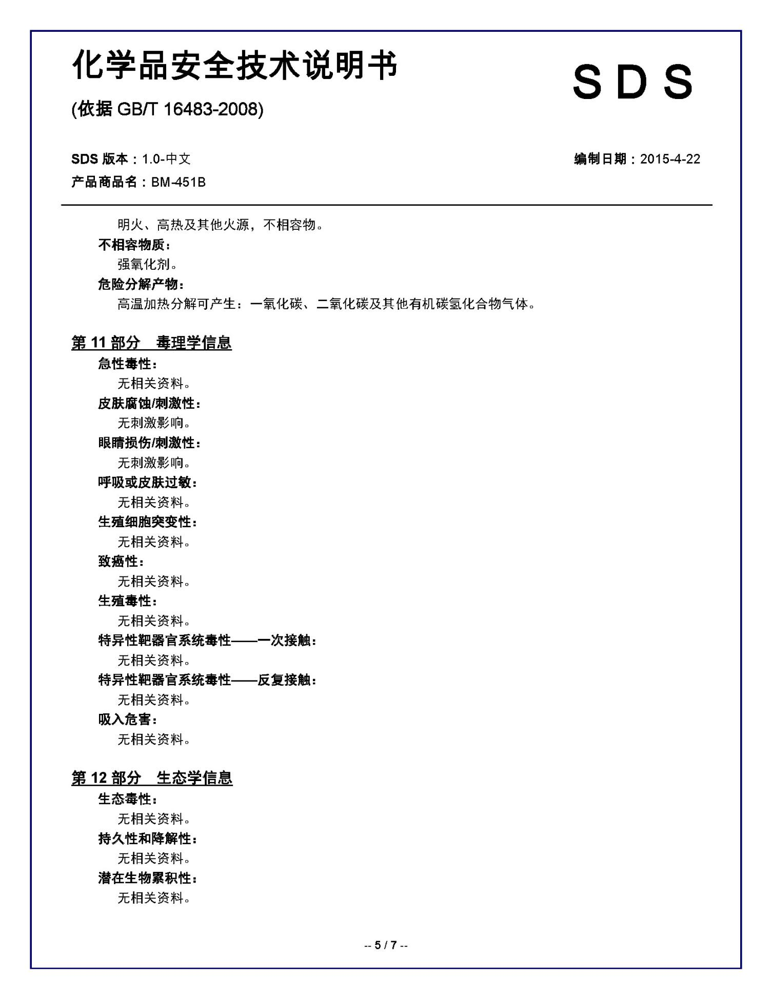 化学品安全技术说明书
SDS
(依据 GB/T 16483-2008)
SDS 版本：1.0-中文
编制日期：2015-4-22
产品商品名：BM-451B
明火、高热及其他火源，不相容物。
不相容物质：
强氧化剂。
危险分解产物：
高温加热分解可产生：一氧化碳、二氧化碳及其他有机碳氢化合物气体。
第 11 部分　毒理学信息
急性毒性：
无相关资料。
皮肤腐蚀/刺激性：
无刺激影响。
眼睛损伤/刺激性：
无刺激影响。
呼吸或皮肤过敏：
无相关资料。
生殖细胞突变性：
无相关资料。
致癌性：
无相关资料。
生殖毒性：
无相关资料。
特异性靶器官系统毒性——一次接触：
无相关资料。
特异性靶器官系统毒性——反复接触：
无相关资料。
吸入危害：
无相关资料。
第 12 部分　生态学信息
生态毒性：
无相关资料。
持久性和降解性：
无相关资料。
潜在生物累积性：
无相关资料。
-- 5 / 7 --